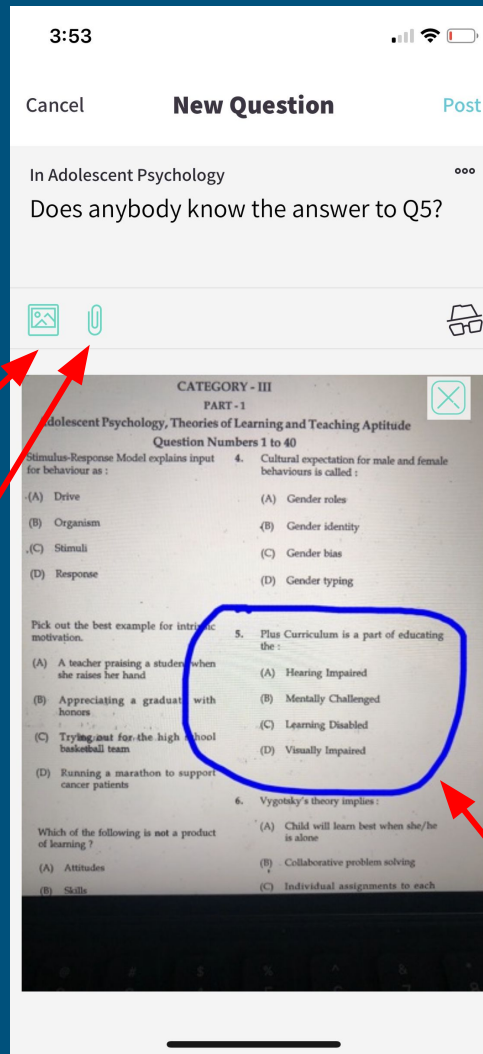 3:53
Cancel
New Question
Post
In Adolescent Psychology
Does anybody know the answer to Q5?
CATEGORY - III
PART - 1
dolescent Psychology, Theories of Learning and Teaching Aptitude
Question Numbers 1 to 40
Stimulus-Response Model explains input
for behaviour as :
(A) Drive
(B) Organism
(C) Stimuli
(D) Response
Pick out the best example for intrinsic
motivation.
(A) A teacher praising a student when
she raises her hand
(B) Appreciating a graduate with
honors
(C) Trying out for the high school
basketball team
(D) Running a marathon to support
cancer patients
Which of the following is not a product
of learning ?
(A) Attitudes
(B) Skills
4. Cultural expectation for male and female
behaviours is called :
(A) Gender roles
(B) Gender identity
(C) Gender bias
(D) Gender typing
5. Plus Curriculum is a part of educating
the :
(A) Hearing Impaired
(B) Mentally Challenged
(C) Learning Disabled
(D) Visually Impaired
6. Vygotsky's theory implies :
(A) Child will learn best when she/he
is alone
(B) Collaborative problem solving
(C) Individual assignments to each